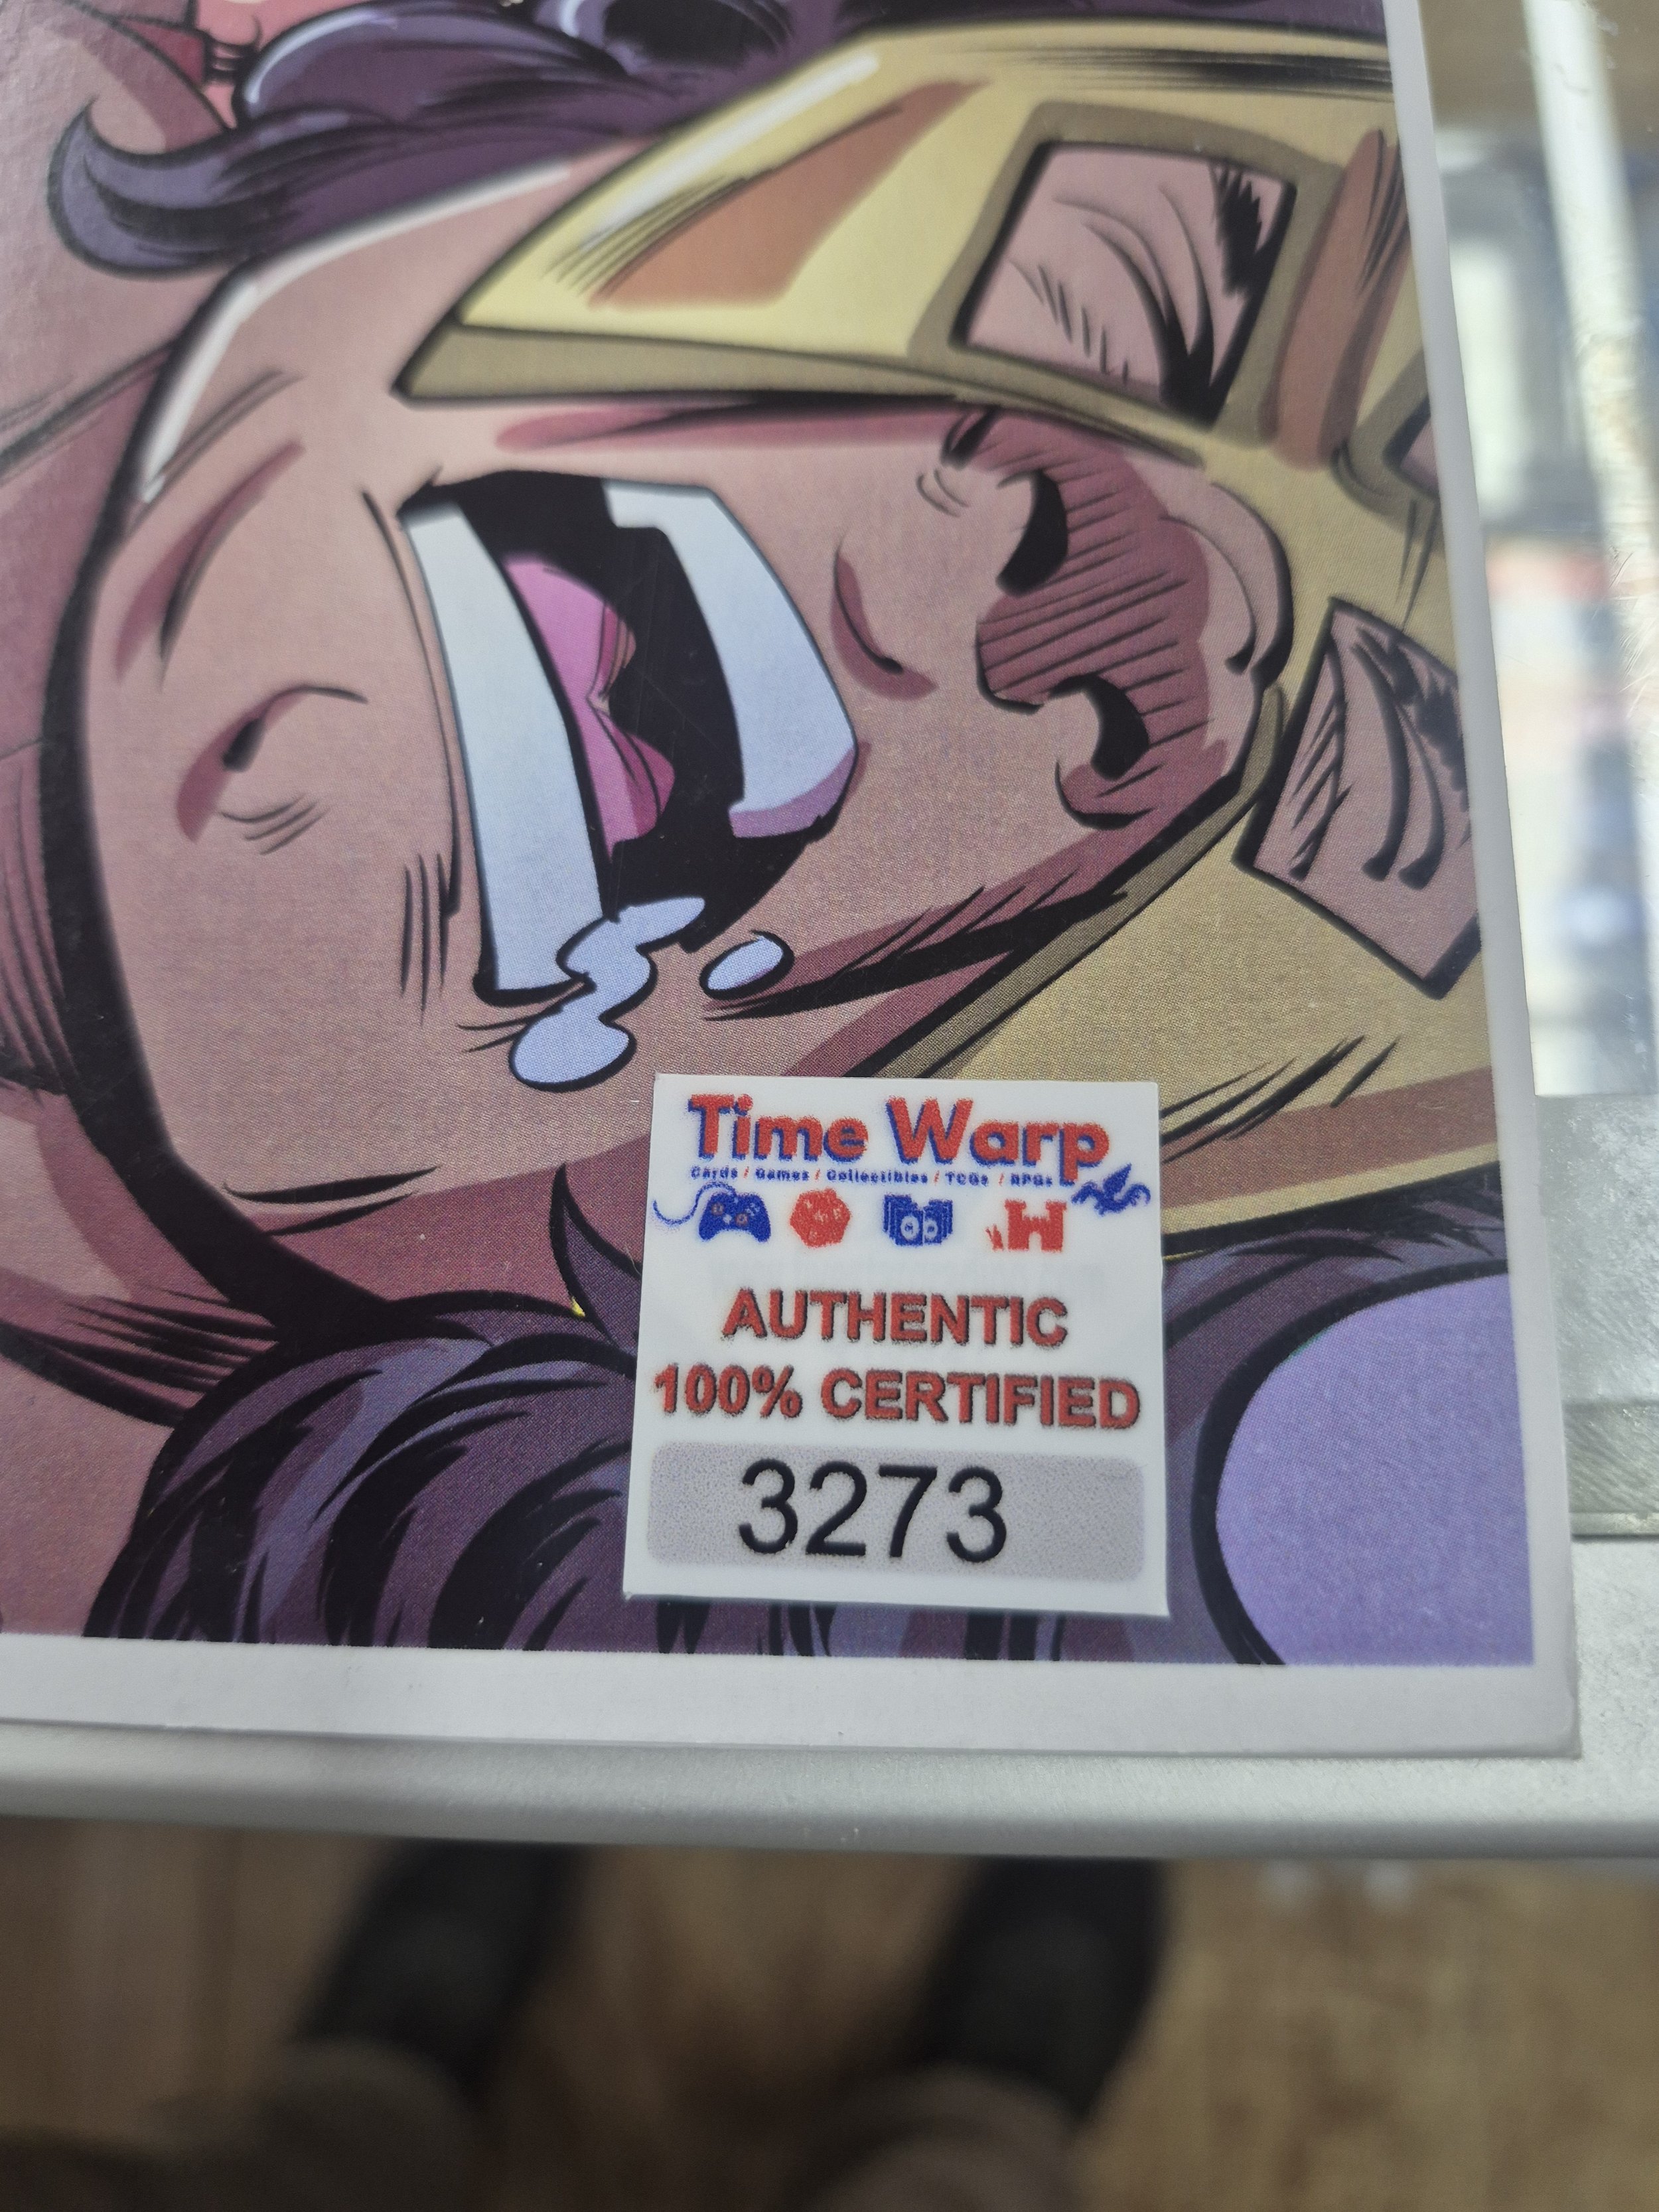 Time Warp
Cards / Games / Collectibles / TCGs / RPGs
AUTHENTIC
100% CERTIFIED
3273